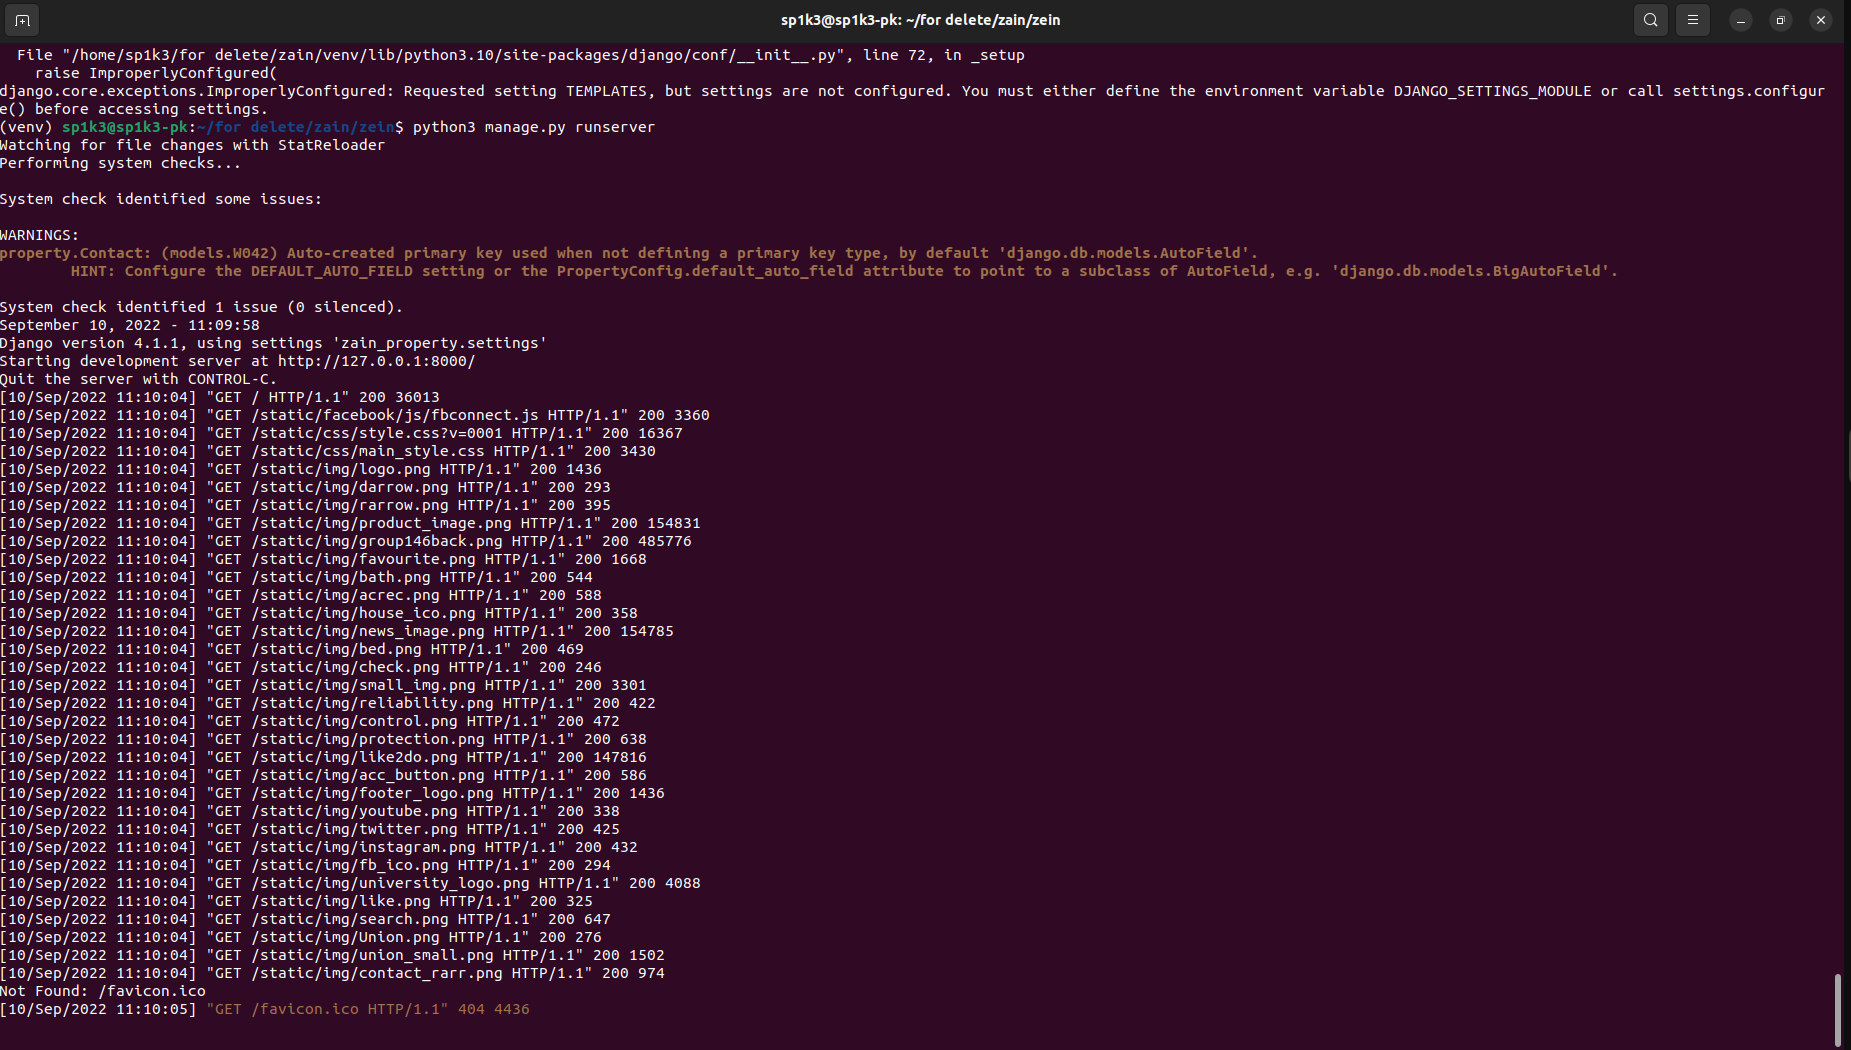 sp1k3@sp1k3-pk: ~/for delete/zain/zein
  File "/home/sp1k3/for delete/zain/venv/lib/python3.10/site-packages/django/conf/__init__.py", line 72, in _setup
    raise ImproperlyConfigured(
django.core.exceptions.ImproperlyConfigured: Requested setting TEMPLATES, but settings are not configured. You must either define the environment variable DJANGO_SETTINGS_MODULE or call settings.configur
e() before accessing settings.
(venv) sp1k3@sp1k3-pk:~/for delete/zain/zein$ python3 manage.py runserver
Watching for file changes with StatReloader
Performing system checks...

System check identified some issues:

WARNINGS:
property.Contact: (models.W042) Auto-created primary key used when not defining a primary key type, by default 'django.db.models.AutoField'.
        HINT: Configure the DEFAULT_AUTO_FIELD setting or the PropertyConfig.default_auto_field attribute to point to a subclass of AutoField, e.g. 'django.db.models.BigAutoField'.

System check identified 1 issue (0 silenced).
September 10, 2022 - 11:09:58
Django version 4.1.1, using settings 'zain_property.settings'
Starting development server at http://127.0.0.1:8000/
Quit the server with CONTROL-C.
[10/Sep/2022 11:10:04] "GET / HTTP/1.1" 200 36013
[10/Sep/2022 11:10:04] "GET /static/facebook/js/fbconnect.js HTTP/1.1" 200 3360
[10/Sep/2022 11:10:04] "GET /static/css/style.css?v=0001 HTTP/1.1" 200 16367
[10/Sep/2022 11:10:04] "GET /static/css/main_style.css HTTP/1.1" 200 3430
[10/Sep/2022 11:10:04] "GET /static/img/logo.png HTTP/1.1" 200 1436
[10/Sep/2022 11:10:04] "GET /static/img/darrow.png HTTP/1.1" 200 293
[10/Sep/2022 11:10:04] "GET /static/img/rarrow.png HTTP/1.1" 200 395
[10/Sep/2022 11:10:04] "GET /static/img/product_image.png HTTP/1.1" 200 154831
[10/Sep/2022 11:10:04] "GET /static/img/group146back.png HTTP/1.1" 200 485776
[10/Sep/2022 11:10:04] "GET /static/img/favourite.png HTTP/1.1" 200 1668
[10/Sep/2022 11:10:04] "GET /static/img/bath.png HTTP/1.1" 200 544
[10/Sep/2022 11:10:04] "GET /static/img/acrec.png HTTP/1.1" 200 588
[10/Sep/2022 11:10:04] "GET /static/img/house_ico.png HTTP/1.1" 200 358
[10/Sep/2022 11:10:04] "GET /static/img/news_image.png HTTP/1.1" 200 154785
[10/Sep/2022 11:10:04] "GET /static/img/bed.png HTTP/1.1" 200 469
[10/Sep/2022 11:10:04] "GET /static/img/check.png HTTP/1.1" 200 246
[10/Sep/2022 11:10:04] "GET /static/img/small_img.png HTTP/1.1" 200 3301
[10/Sep/2022 11:10:04] "GET /static/img/reliability.png HTTP/1.1" 200 422
[10/Sep/2022 11:10:04] "GET /static/img/control.png HTTP/1.1" 200 472
[10/Sep/2022 11:10:04] "GET /static/img/protection.png HTTP/1.1" 200 638
[10/Sep/2022 11:10:04] "GET /static/img/like2do.png HTTP/1.1" 200 147816
[10/Sep/2022 11:10:04] "GET /static/img/acc_button.png HTTP/1.1" 200 586
[10/Sep/2022 11:10:04] "GET /static/img/footer_logo.png HTTP/1.1" 200 1436
[10/Sep/2022 11:10:04] "GET /static/img/youtube.png HTTP/1.1" 200 338
[10/Sep/2022 11:10:04] "GET /static/img/twitter.png HTTP/1.1" 200 425
[10/Sep/2022 11:10:04] "GET /static/img/instagram.png HTTP/1.1" 200 432
[10/Sep/2022 11:10:04] "GET /static/img/fb_ico.png HTTP/1.1" 200 294
[10/Sep/2022 11:10:04] "GET /static/img/university_logo.png HTTP/1.1" 200 4088
[10/Sep/2022 11:10:04] "GET /static/img/like.png HTTP/1.1" 200 325
[10/Sep/2022 11:10:04] "GET /static/img/search.png HTTP/1.1" 200 647
[10/Sep/2022 11:10:04] "GET /static/img/Union.png HTTP/1.1" 200 276
[10/Sep/2022 11:10:04] "GET /static/img/union_small.png HTTP/1.1" 200 1502
[10/Sep/2022 11:10:04] "GET /static/img/contact_rarr.png HTTP/1.1" 200 974
Not Found: /favicon.ico
[10/Sep/2022 11:10:05] "GET /favicon.ico HTTP/1.1" 404 4436